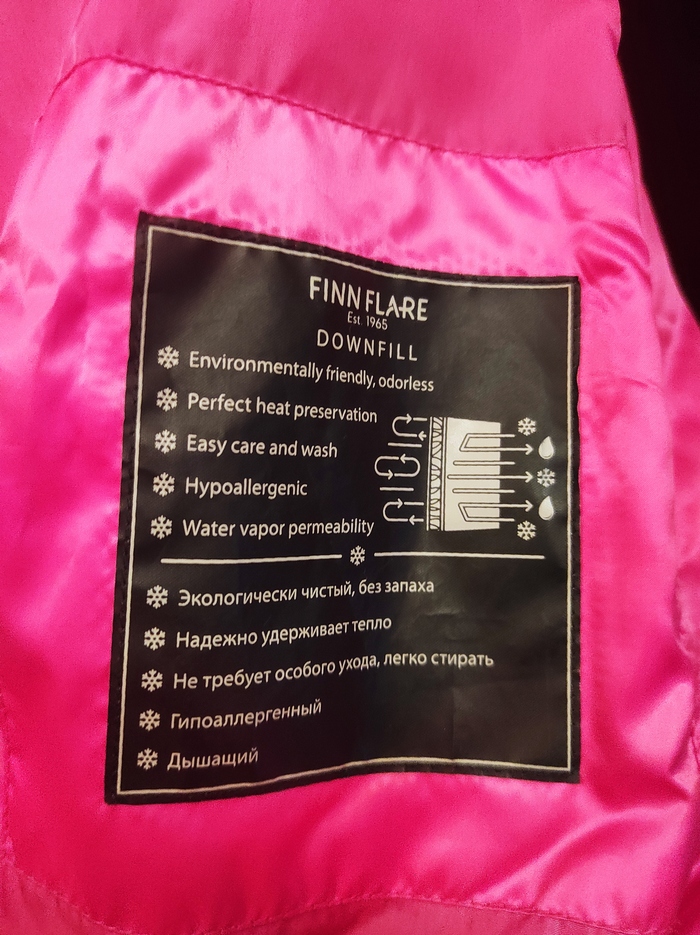 FINN FLARE
Est. 1965
DOWNFILL
Environmentally friendly, odorless
Perfect heat preservation
Easy care and wash
Hypoallergenic
Water vapor permeability
Экологически чистый, без запаха
Надежно удерживает тепло
Не требует особого ухода, легко стирать
Гипоаллергенный
Дышащий